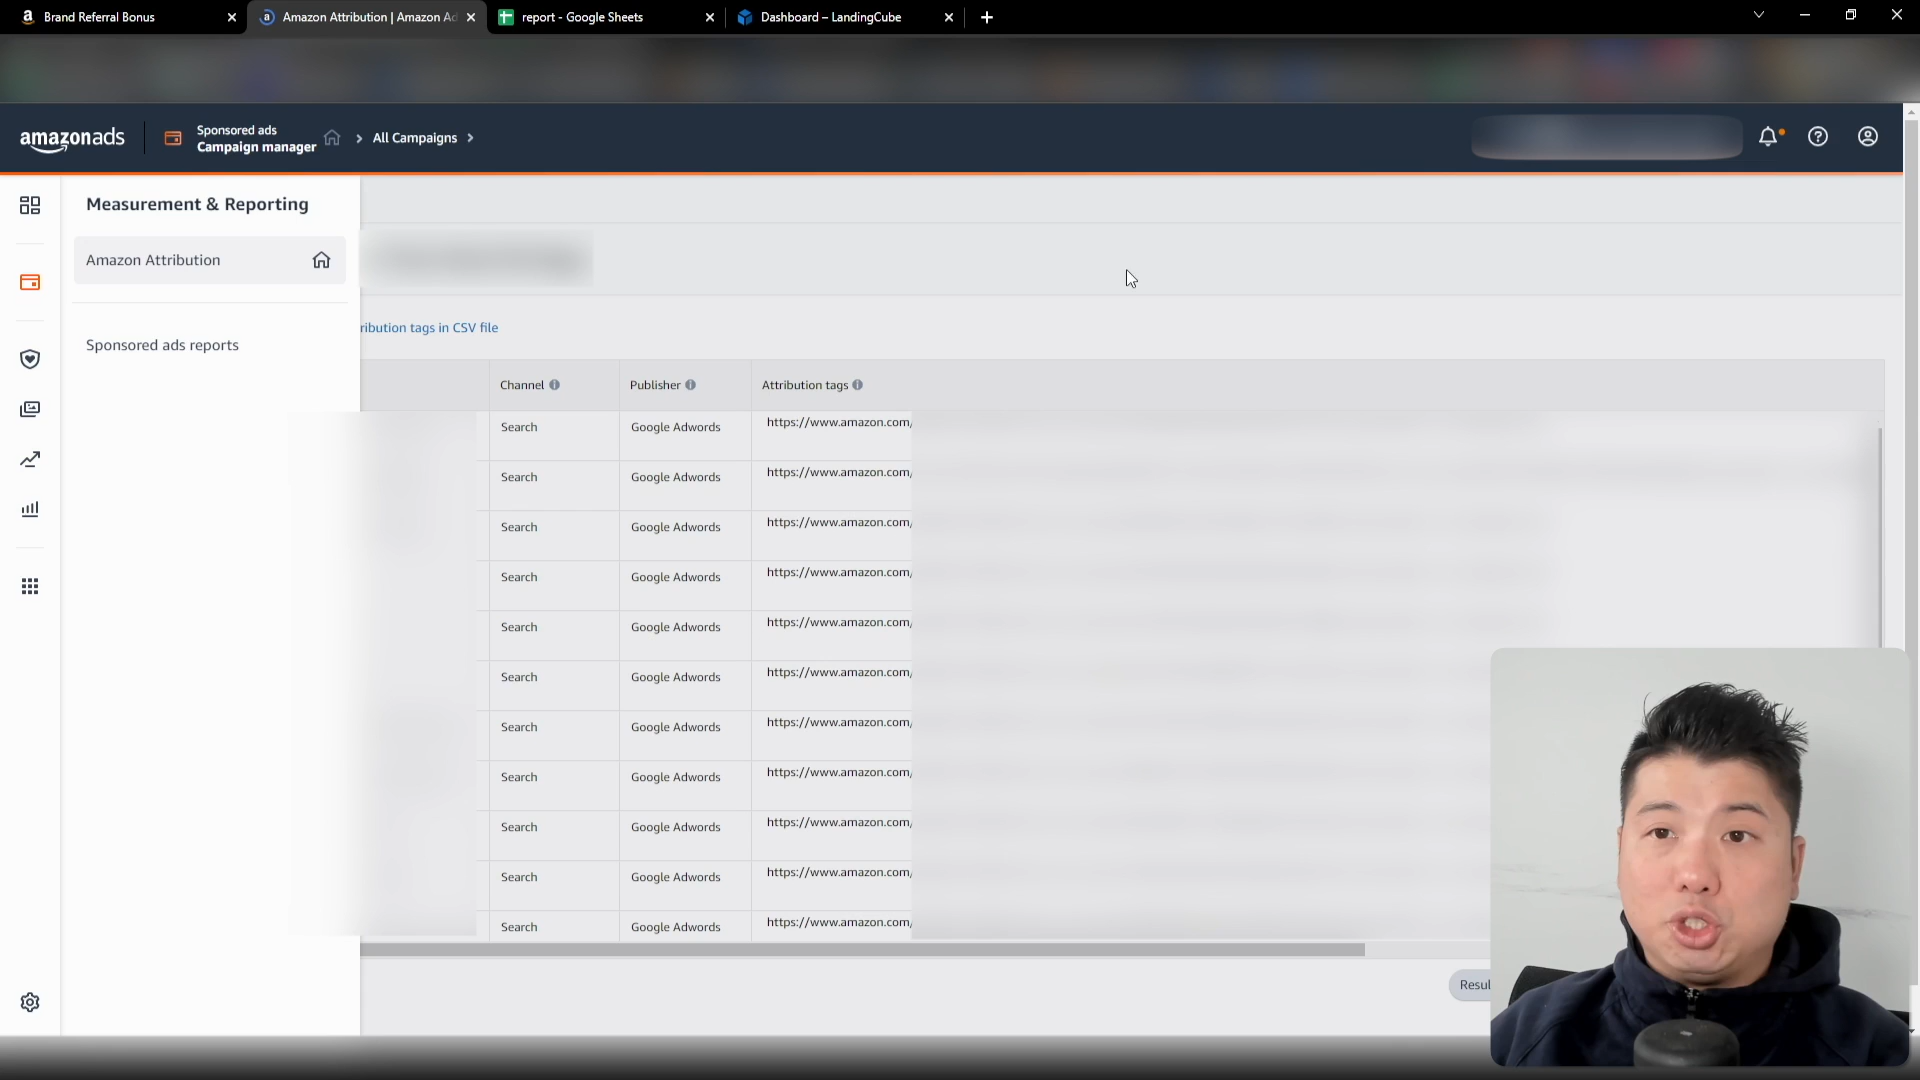 Brand Referral Bonus
Amazon Attribution | Amazon Ad
report - Google Sheets
Dashboard – LandingCube
amazonads
Sponsored ads
Campaign manager
All Campaigns
Measurement & Reporting
Amazon Attribution
Sponsored ads reports
ribution tags in CSV file
Channel
Publisher
Attribution tags
Search
Google Adwords
https://www.amazon.com/
Search
Google Adwords
https://www.amazon.com/
Search
Google Adwords
https://www.amazon.com/
Search
Google Adwords
https://www.amazon.com/
Search
Google Adwords
https://www.amazon.com/
Search
Google Adwords
https://www.amazon.com/
Search
Google Adwords
https://www.amazon.com/
Search
Google Adwords
https://www.amazon.com/
Search
Google Adwords
https://www.amazon.com/
Search
Google Adwords
https://www.amazon.com/
Search
Google Adwords
https://www.amazon.com/
Resul